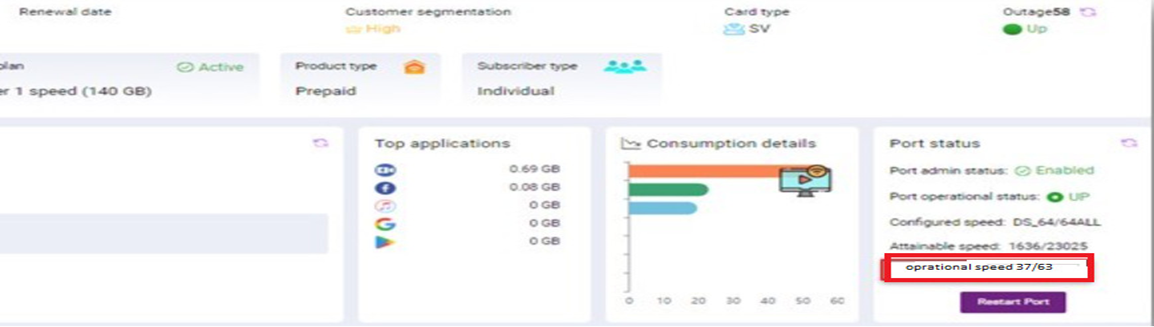 Renewal date
Customer segmentation
High
Card type
SV
Outage58
Up
plan
Active
er 1 speed (140 GB)
Product type
Prepaid
Subscriber type
Individual
Top applications
0.69 GB
0.08 GB
0 GB
0 GB
0 GB
Consumption details
0 10 20 30 40 50 60
Port status
Port admin status: Enabled
Port operational status: UP
Configured speed: DS_64/64ALL
Attainable speed: 1636/23025
oprational speed 37/63
Restart Port